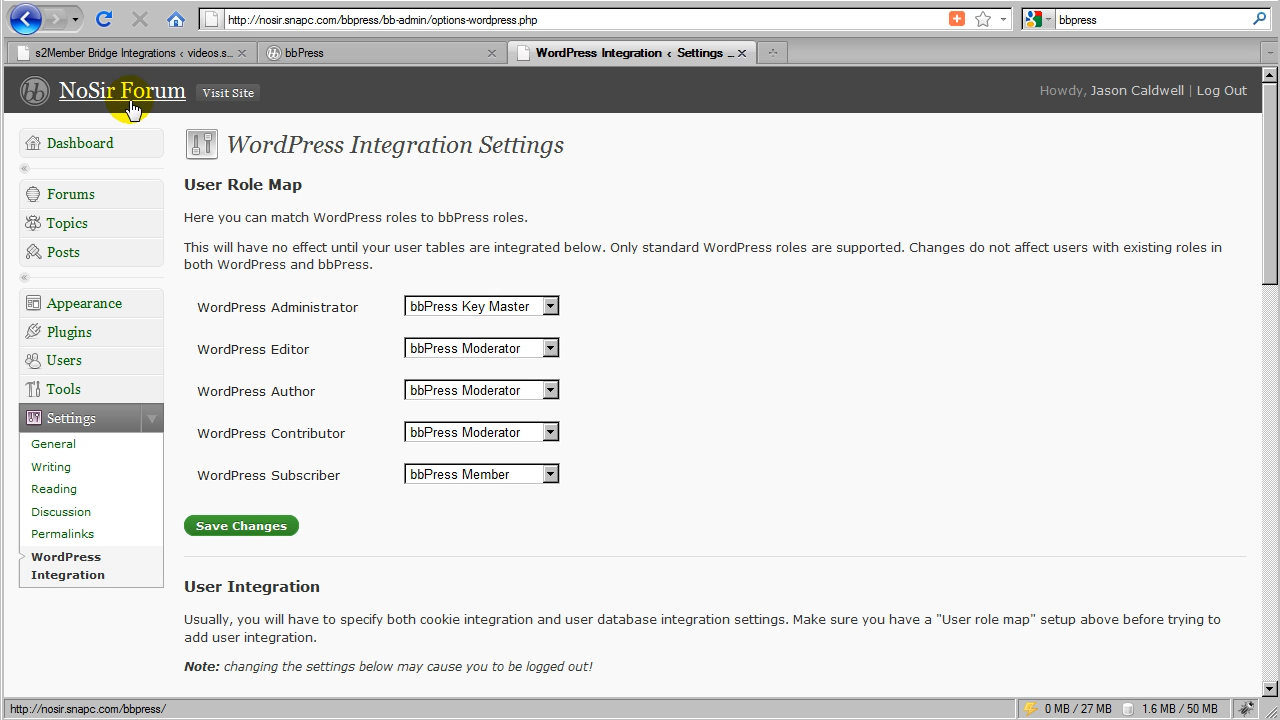 http://nosir.snapc.com/bbpress/bb-admin/options-wordpress.php
bbpress
s2Member Bridge Integrations ‹ videos.s...
bbPress
WordPress Integration ‹ Settings ...
bb
NoSir Forum
Visit Site
Howdy, Jason Caldwell | Log Out
Dashboard
Forums
Topics
Posts
Appearance
Plugins
Users
Tools
Settings
General
Writing
Reading
Discussion
Permalinks
WordPress
Integration
WordPress Integration Settings
User Role Map
Here you can match WordPress roles to bbPress roles.
This will have no effect until your user tables are integrated below. Only standard WordPress roles are supported. Changes do not affect users with existing roles in
both WordPress and bbPress.
WordPress Administrator bbPress Key Master
WordPress Editor bbPress Moderator
WordPress Author bbPress Moderator
WordPress Contributor bbPress Moderator
WordPress Subscriber bbPress Member
Save Changes
User Integration
Usually, you will have to specify both cookie integration and user database integration settings. Make sure you have a "User role map" setup above before trying to
add user integration.
Note: changing the settings below may cause you to be logged out!
http://nosir.snapc.com/bbpress/
0 MB / 27 MB
1.6 MB / 50 MB